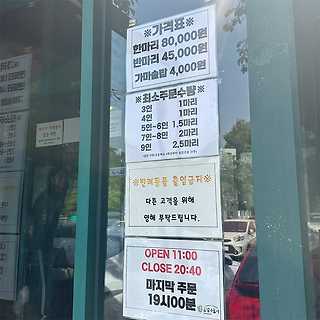 ※가격표※
한마리 80,000원
반마리 45,000원
가마솥밥 4,000원
※최소주문수량※
3인 1마리
4인 1마리
5인~6인 1.5마리
7인~8인 2마리
9인 2.5마리
※반려동물 출입금지※
다른 고객을 위해
양해 부탁드립니다.
OPEN 11:00
CLOSE 20:40
마지막 주문
19시00분